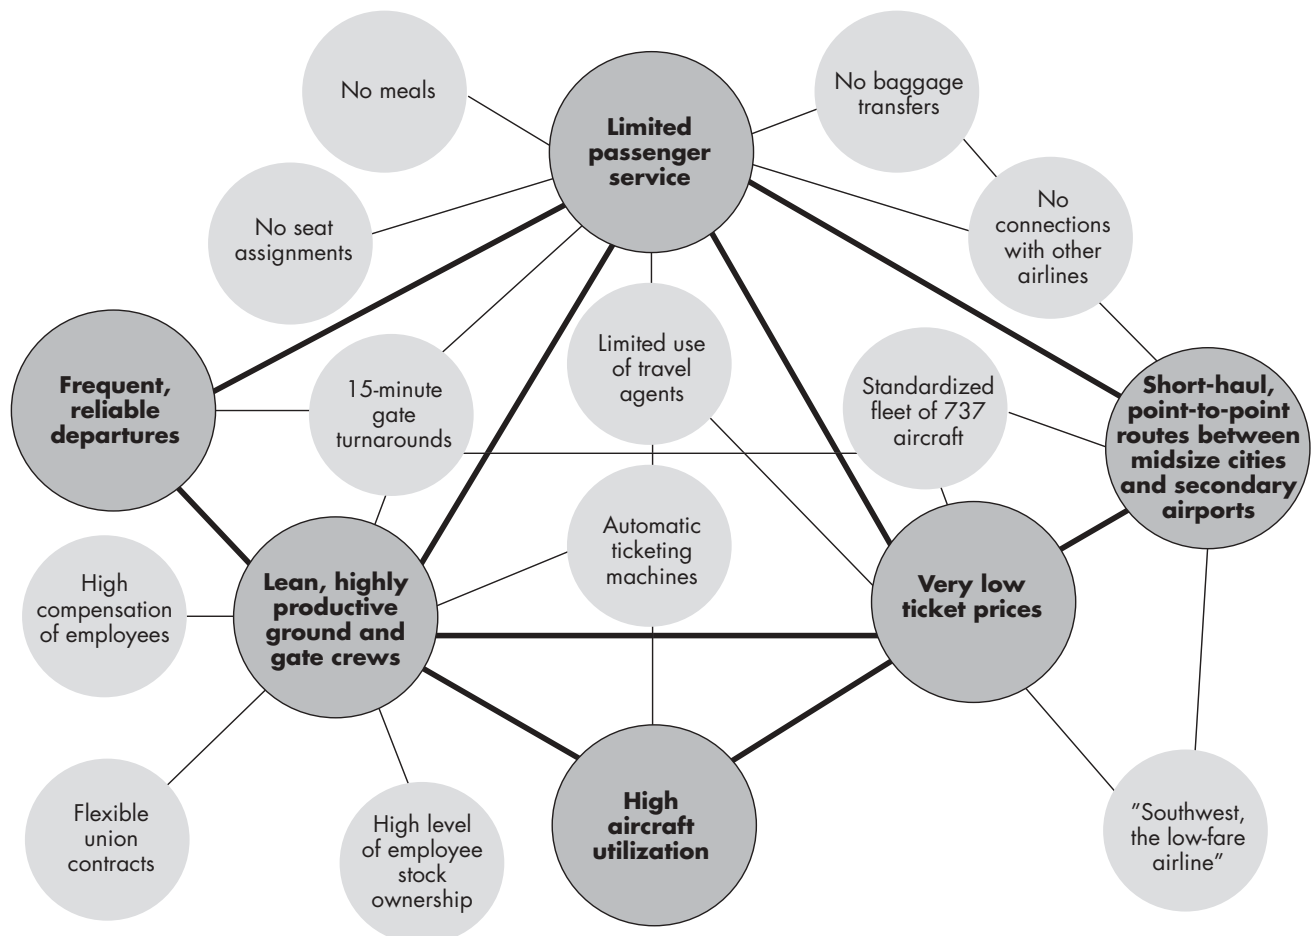 No meals
Limited
passenger
service
No baggage
transfers
No seat
assignments
No
connections
with other
airlines
Frequent,
reliable
departures
15-minute
gate
turnarounds
Limited use
of travel
agents
Standardized
fleet of 737
aircraft
Short-haul,
point-to-point
routes between
midsize cities
and secondary
airports
High
compensation
of employees
Lean, highly
productive
ground and
gate crews
Automatic
ticketing
machines
Very low
ticket prices
Flexible
union
contracts
High level
of employee
stock
ownership
High
aircraft
utilization
”Southwest,
the low-fare
airline”